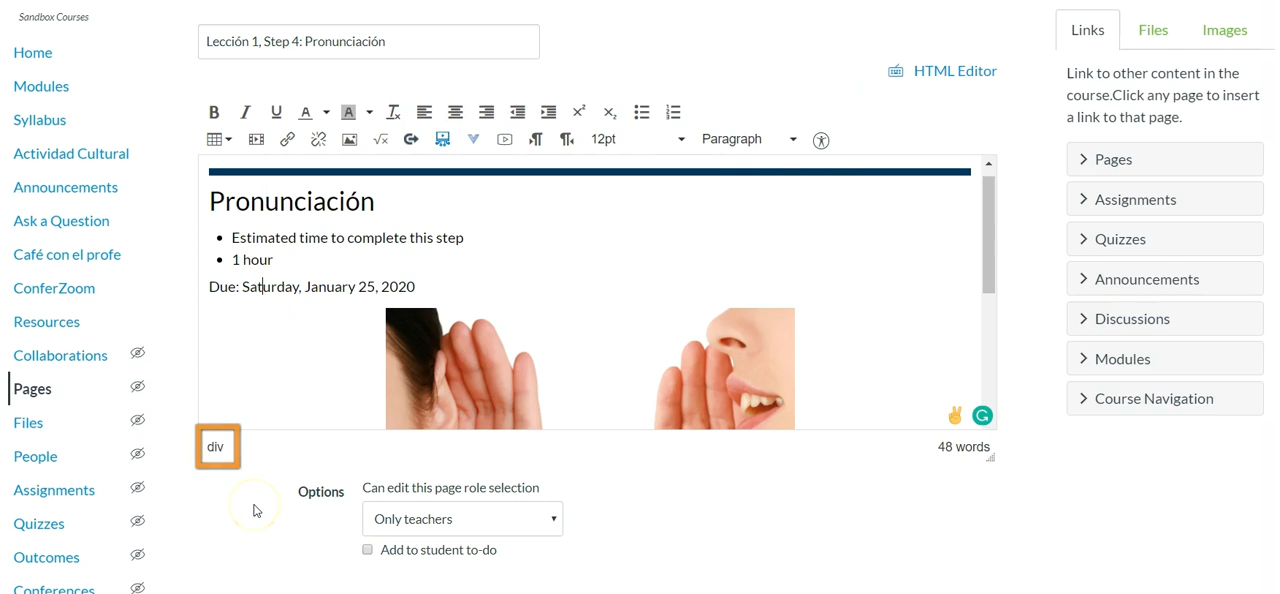 Sandbox Courses
Home
Modules
Syllabus
Actividad Cultural
Announcements
Ask a Question
Café con el profe
ConferZoom
Resources
Collaborations
Pages
Files
People
Assignments
Quizzes
Outcomes
Conferences
Lección 1, Step 4: Pronunciación
HTML Editor
12pt
Paragraph
Pronunciación
Estimated time to complete this step
1 hour
Due: Saturday, January 25, 2020
div
48 words
Options
Can edit this page role selection
Only teachers
Add to student to-do
Links
Files
Images
Link to other content in the
course.Click any page to insert
a link to that page.
Pages
Assignments
Quizzes
Announcements
Discussions
Modules
Course Navigation